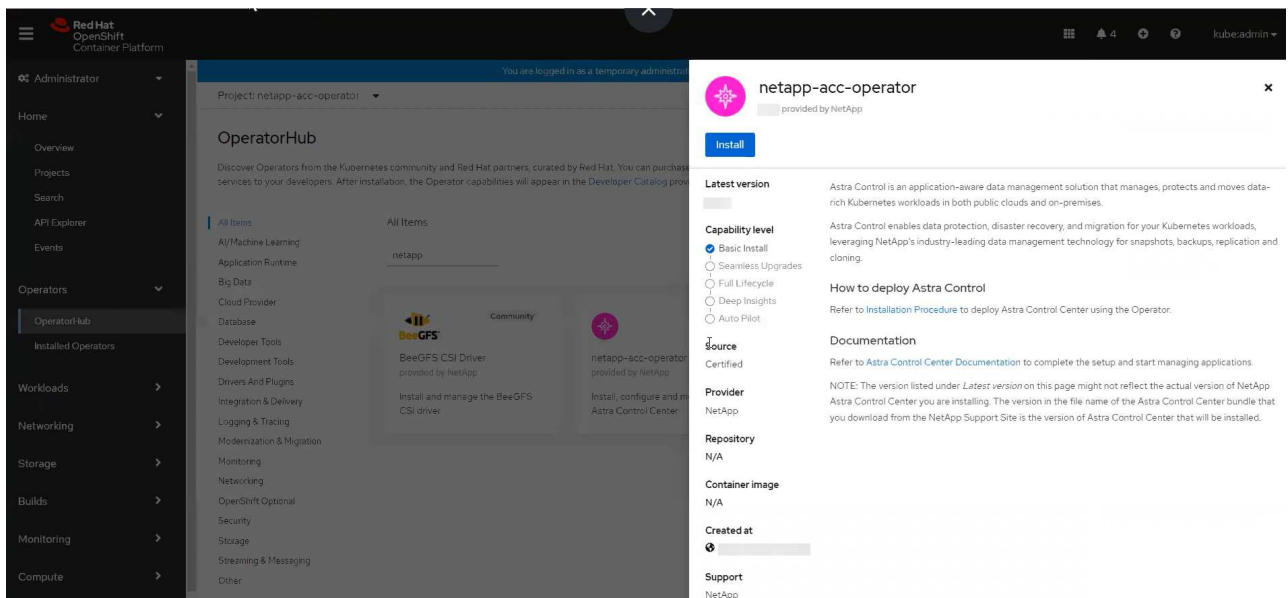 Red Hat
OpenShift
Container Platform
4
kube:admin
Administrator
Home
Overview
Projects
Search
API Explorer
Events
Operators
OperatorHub
Installed Operators
Workloads
Networking
Storage
Builds
Monitoring
Compute
You are logged in as a temporary administrat
Project: netapp-acc-operator
OperatorHub
Discover Operators from the Kubernetes community and Red Hat partners, curated by Red Hat. You can purchase
services to your developers. After installation, the Operator capabilities will appear in the Developer Catalog prov
All Items
AI/Machine Learning
Application Runtime
Big Data
Cloud Provider
Database
Developer Tools
Development Tools
Drivers And Plugins
Integration & Delivery
Logging & Tracing
Modernization & Migration
Monitoring
Networking
OpenShift Optional
Security
Storage
Streaming & Messaging
Other
All Items
netapp
Community
BeeGFS
BeeGFS CSI Driver
provided by NetApp
Install and manage the BeeGFS
CSI driver
netapp-acc-operator
provided by NetApp
Install, configure and m
Astra Control Center
netapp-acc-operator
provided by NetApp
Install
Latest version
Capability level
Basic Install
Seamless Upgrades
Full Lifecycle
Deep Insights
Auto Pilot
Source
Certified
Provider
NetApp
Repository
N/A
Container image
N/A
Created at
Support
NetApp
Astra Control is an application-aware data management solution that manages, protects and moves data-
rich Kubernetes workloads in both public clouds and on-premises.
Astra Control enables data protection, disaster recovery, and migration for your Kubernetes workloads,
leveraging NetApp's industry-leading data management technology for snapshots, backups, replication and
cloning.
How to deploy Astra Control
Refer to Installation Procedure to deploy Astra Control Center using the Operator.
Documentation
Refer to Astra Control Center Documentation to complete the setup and start managing applications.
NOTE: The version listed under Latest version on this page might not reflect the actual version of NetApp
Astra Control Center you are installing. The version in the file name of the Astra Control Center bundle that
you download from the NetApp Support Site is the version of Astra Control Center that will be installed.